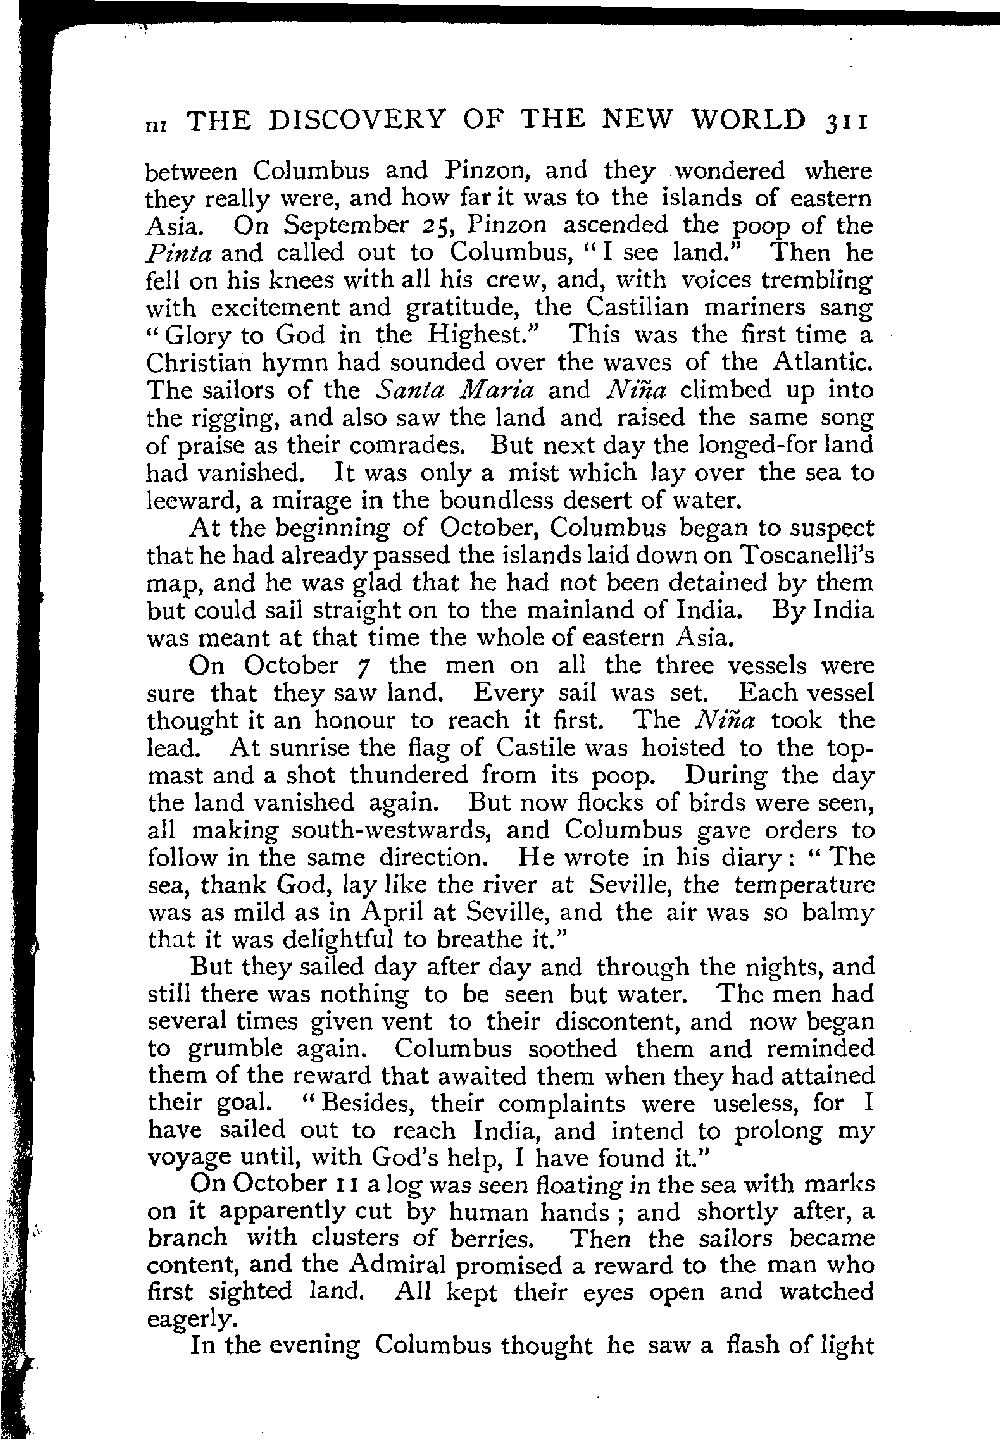 III THE DISCOVERY OF THE NEW WORLD 311
between Columbus and Pinzon, and they wondered where
they really were, and how far it was to the islands of eastern
Asia. On September 25, Pinzon ascended the poop of the
Pinta and called out to Columbus, "I see land." Then he
fell on his knees with all his crew, and, with voices trembling
with excitement and gratitude, the Castilian mariners sang
"Glory to God in the Highest." This was the first time a
Christian hymn had sounded over the waves of the Atlantic.
The sailors of the Santa Maria and Niña climbed up into
the rigging, and also saw the land and raised the same song
of praise as their comrades. But next day the longed-for land
had vanished. It was only a mist which lay over the sea to
leeward, a mirage in the boundless desert of water.
At the beginning of October, Columbus began to suspect
that he had already passed the islands laid down on Toscanelli's
map, and he was glad that he had not been detained by them
but could sail straight on to the mainland of India. By India
was meant at that time the whole of eastern Asia.
On October 7 the men on all the three vessels were
sure that they saw land. Every sail was set. Each vessel
thought it an honour to reach it first. The Niña took the
lead. At sunrise the flag of Castile was hoisted to the top-
mast and a shot thundered from its poop. During the day
the land vanished again. But now flocks of birds were seen,
all making south-westwards, and Columbus gave orders to
follow in the same direction. He wrote in his diary: "The
sea, thank God, lay like the river at Seville, the temperature
was as mild as in April at Seville, and the air was so balmy
that it was delightful to breathe it."
But they sailed day after day and through the nights, and
still there was nothing to be seen but water. The men had
several times given vent to their discontent, and now began
to grumble again. Columbus soothed them and reminded
them of the reward that awaited them when they had attained
their goal. "Besides, their complaints were useless, for I
have sailed out to reach India, and intend to prolong my
voyage until, with God's help, I have found it."
On October 11 a log was seen floating in the sea with marks
on it apparently cut by human hands; and shortly after, a
branch with clusters of berries. Then the sailors became
content, and the Admiral promised a reward to the man who
first sighted land. All kept their eyes open and watched
eagerly.
In the evening Columbus thought he saw a flash of light